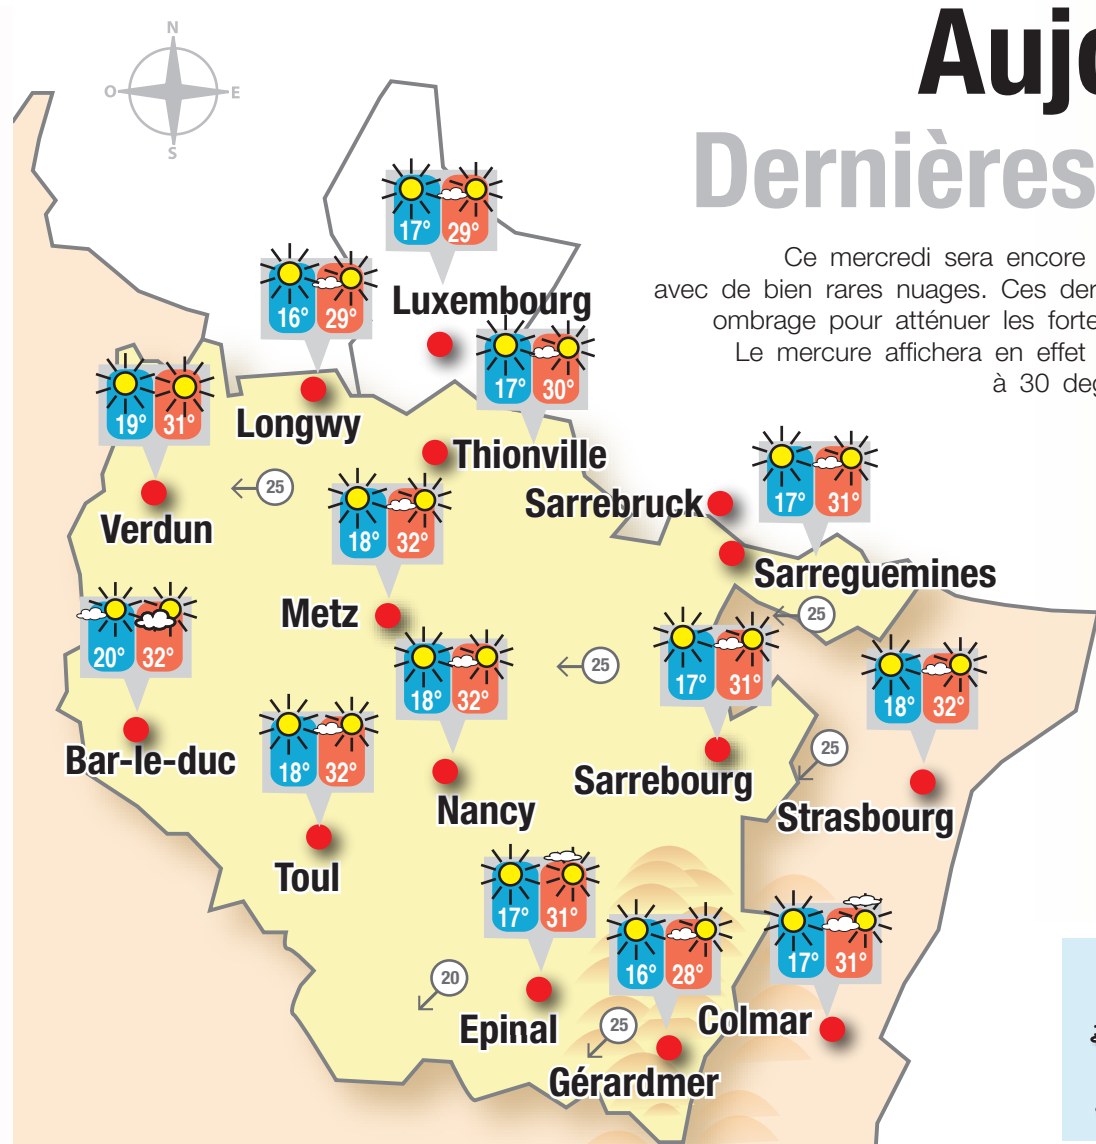 Aujo
Dernières
Ce mercredi sera encore
avec de bien rares nuages. Ces der
ombrage pour atténuer les forte
Le mercure affichera en effet
à 30 deg
N
O
E
S
17° 29°
Luxembourg
16° 29°
Longwy
17° 30°
Thionville
19° 31°
Verdun
25
18° 32°
Metz
Sarrebruck
17° 31°
Sarreguemines
25
20° 32°
Bar-le-duc
18° 32°
Nancy
25
17° 31°
Sarrebourg
25
18° 32°
Strasbourg
18° 32°
Toul
17° 31°
Epinal
20
16° 28°
Gérardmer
25
17° 31°
Colmar